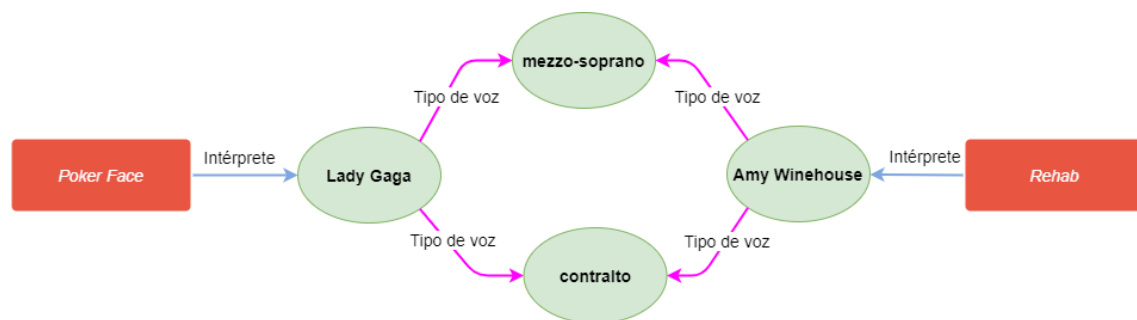 mezzo-soprano
Tipo de voz
Tipo de voz
Poker Face
Intérprete
Lady Gaga
Amy Winehouse
Intérprete
Rehab
Tipo de voz
Tipo de voz
contralto